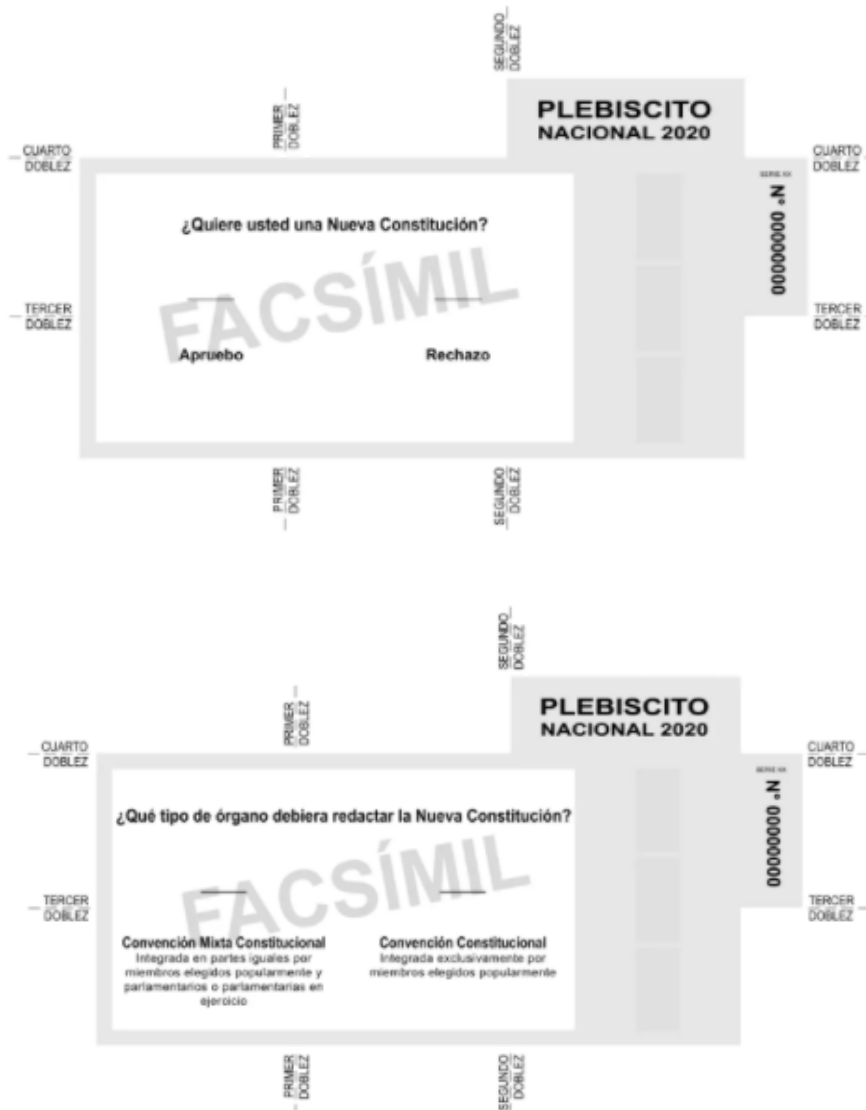 SEGUNDO
DOBLEZ
PRIMER
DOBLEZ
PLEBISCITO
NACIONAL 2020
CUARTO
DOBLEZ
CUARTO
DOBLEZ
SERIE XX
N° 00000000
¿Quiere usted una Nueva Constitución?
FACSÍMIL
TERCER
DOBLEZ
TERCER
DOBLEZ
Apruebo
Rechazo
PRIMER
DOBLEZ
SEGUNDO
DOBLEZ
SEGUNDO
DOBLEZ
PRIMER
DOBLEZ
PLEBISCITO
NACIONAL 2020
CUARTO
DOBLEZ
CUARTO
DOBLEZ
SERIE XX
N° 00000000
¿Qué tipo de órgano debiera redactar la Nueva Constitución?
FACSÍMIL
TERCER
DOBLEZ
TERCER
DOBLEZ
Convención Mixta Constitucional
Integrada en partes iguales por
miembros elegidos popularmente y
parlamentarios o parlamentarias en
ejercicio
Convención Constitucional
Integrada exclusivamente por
miembros elegidos popularmente
PRIMER
DOBLEZ
SEGUNDO
DOBLEZ